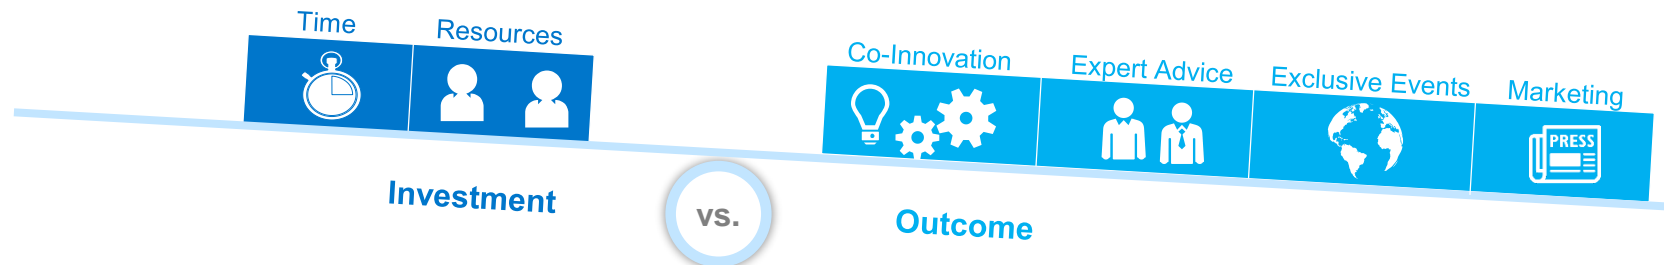 Time
Resources
Co-Innovation
Expert Advice
Exclusive Events
Marketing
PRESS
Investment
vs.
Outcome